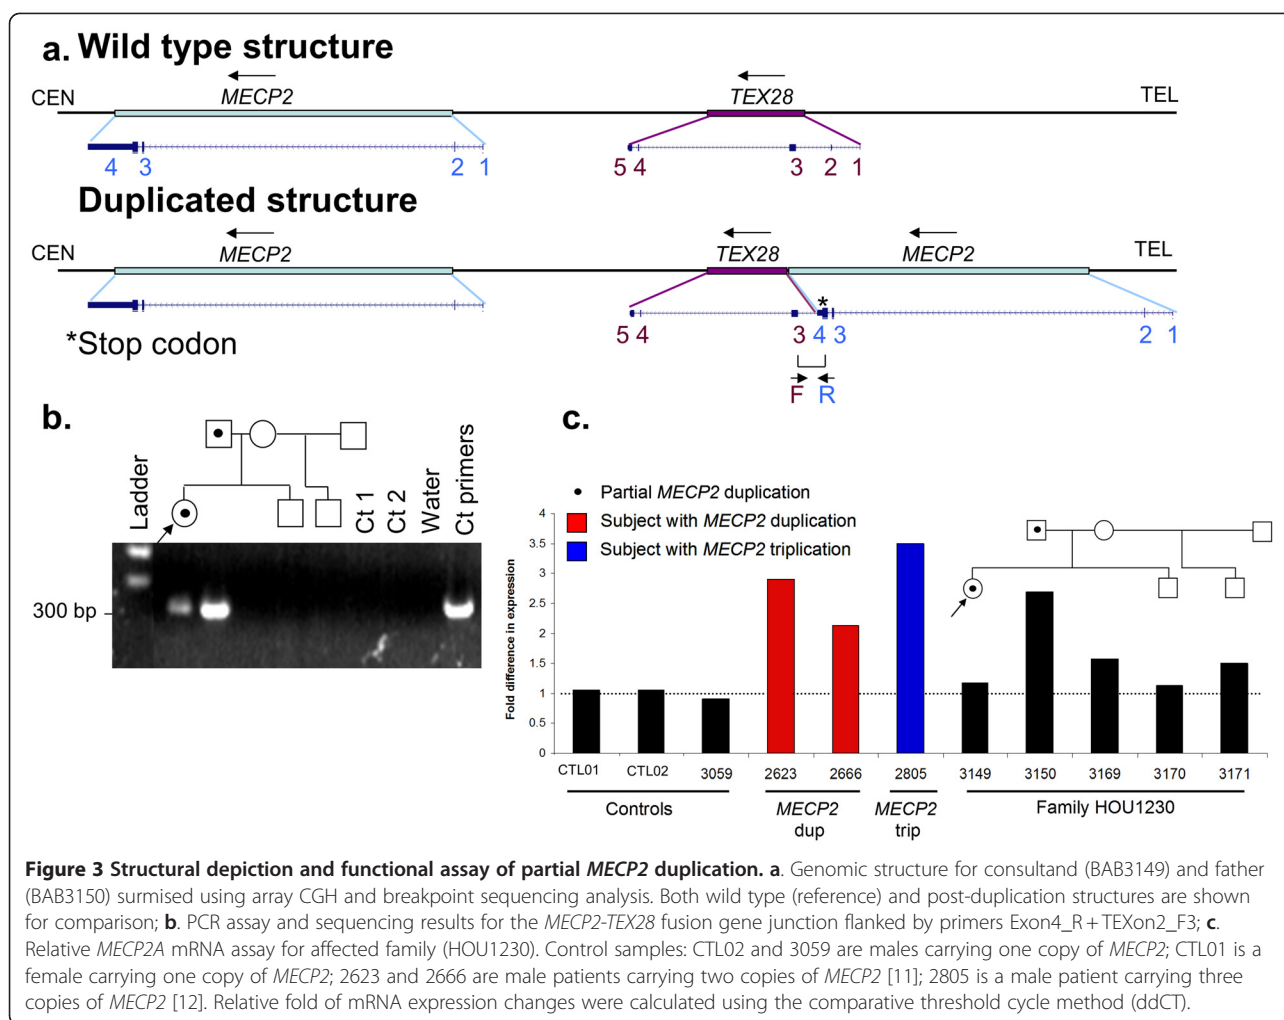 a. Wild type structure
CEN MECP2 TEX28 TEL
4 3 2 1 5 4 3 2 1
Duplicated structure
CEN MECP2 TEX28 MECP2 TEL
*
5 4 3 4 3 2 1
*Stop codon
F R
b.
Ladder
Ct 1
Ct 2
Water
Ct primers
300 bp
c.
Partial MECP2 duplication
Subject with MECP2 duplication
Subject with MECP2 triplication
Fold difference in expression
4
3.5
3
2.5
2
1.5
1
0.5
0
CTL01 CTL02 3059 2623 2666 2805 3149 3150 3169 3170 3171
Controls MECP2 dup MECP2 trip Family HOU1230
Figure 3 Structural depiction and functional assay of partial MECP2 duplication. a. Genomic structure for consultand (BAB3149) and father
(BAB3150) surmised using array CGH and breakpoint sequencing analysis. Both wild type (reference) and post-duplication structures are shown
for comparison; b. PCR assay and sequencing results for the MECP2-TEX28 fusion gene junction flanked by primers Exon4_R + TEXon2_F3; c.
Relative MECP2A mRNA assay for affected family (HOU1230). Control samples: CTL02 and 3059 are males carrying one copy of MECP2; CTL01 is a
female carrying one copy of MECP2; 2623 and 2666 are male patients carrying two copies of MECP2 [11]; 2805 is a male patient carrying three
copies of MECP2 [12]. Relative fold of mRNA expression changes were calculated using the comparative threshold cycle method (ddCT).